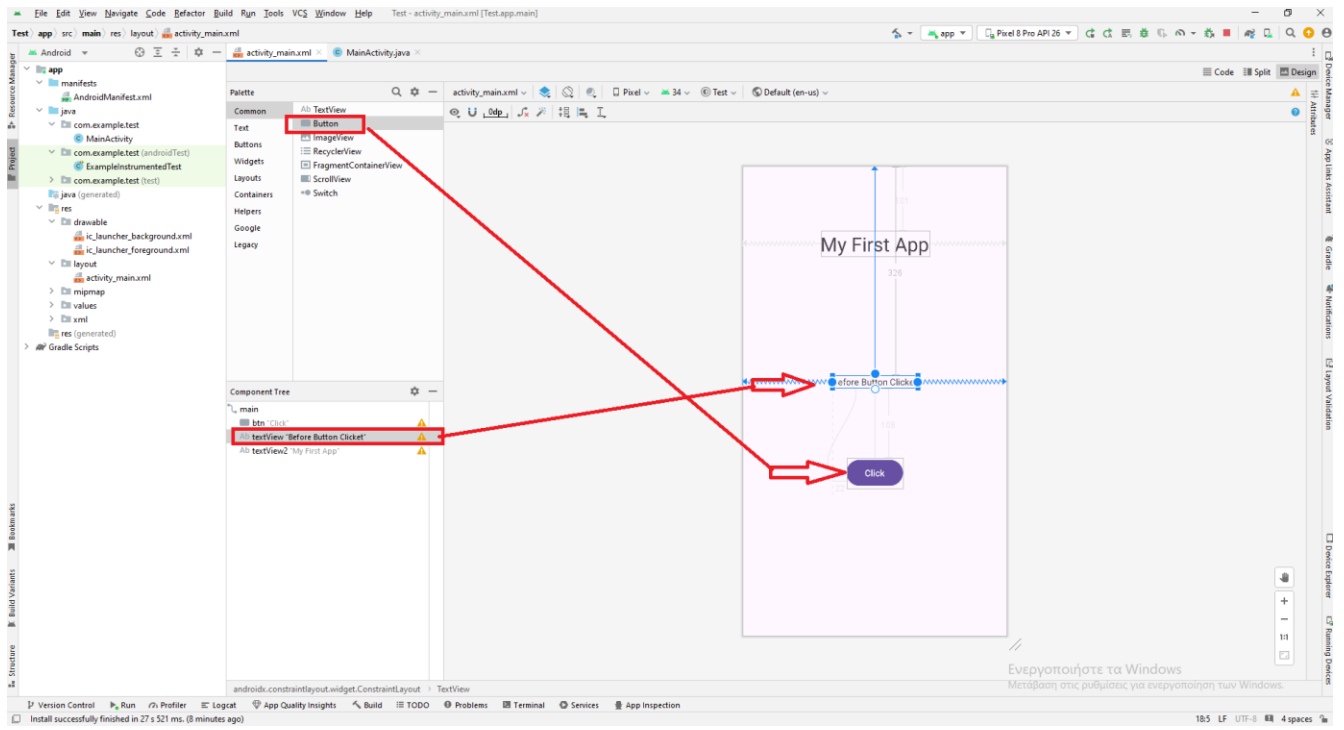 File Edit View Navigate Code Refactor Build Run Tools VCS Window Help Test - activity_main.xml [Test.app.main]
Test app src main res layout activity_main.xml
app Pixel 8 Pro API 26
Android
activity_main.xml MainActivity.java
Code Split Design
app
manifests
AndroidManifest.xml
java
com.example.test
MainActivity
com.example.test (androidTest)
ExampleInstrumentedTest
com.example.test (test)
java (generated)
res
drawable
ic_launcher_background.xml
ic_launcher_foreground.xml
layout
activity_main.xml
mipmap
values
xml
res (generated)
Gradle Scripts
Palette
Common
Text
Buttons
Widgets
Layouts
Containers
Helpers
Google
Legacy
Ab TextView
Button
ImageView
RecyclerView
FragmentContainerView
ScrollView
Switch
Component Tree
main
btn "Click"
Ab textView "Before Button Clicket"
Ab textView2 "My First App"
activity_main.xml Pixel 34 Test Default (en-us)
0dp
My First App
328
efore Button Clicke
Click
1:1
Ενεργοποιήστε τα Windows
Μετάβαση στις ρυθμίσεις για ενεργοποίηση των Windows.
androidx.constraintlayout.widget.ConstraintLayout TextView
Resource Manager
Project
Bookmarks
Build Variants
Structure
Device Manager
Attributes
App Links Assistant
Gradle
Notifications
Layout Validation
Device Explorer
Running Devices
Version Control Run Profiler Logcat App Quality Insights Build TODO Problems Terminal Services App Inspection
Install successfully finished in 27 s 521 ms. (8 minutes ago)
18:5 LF UTF-8 4 spaces